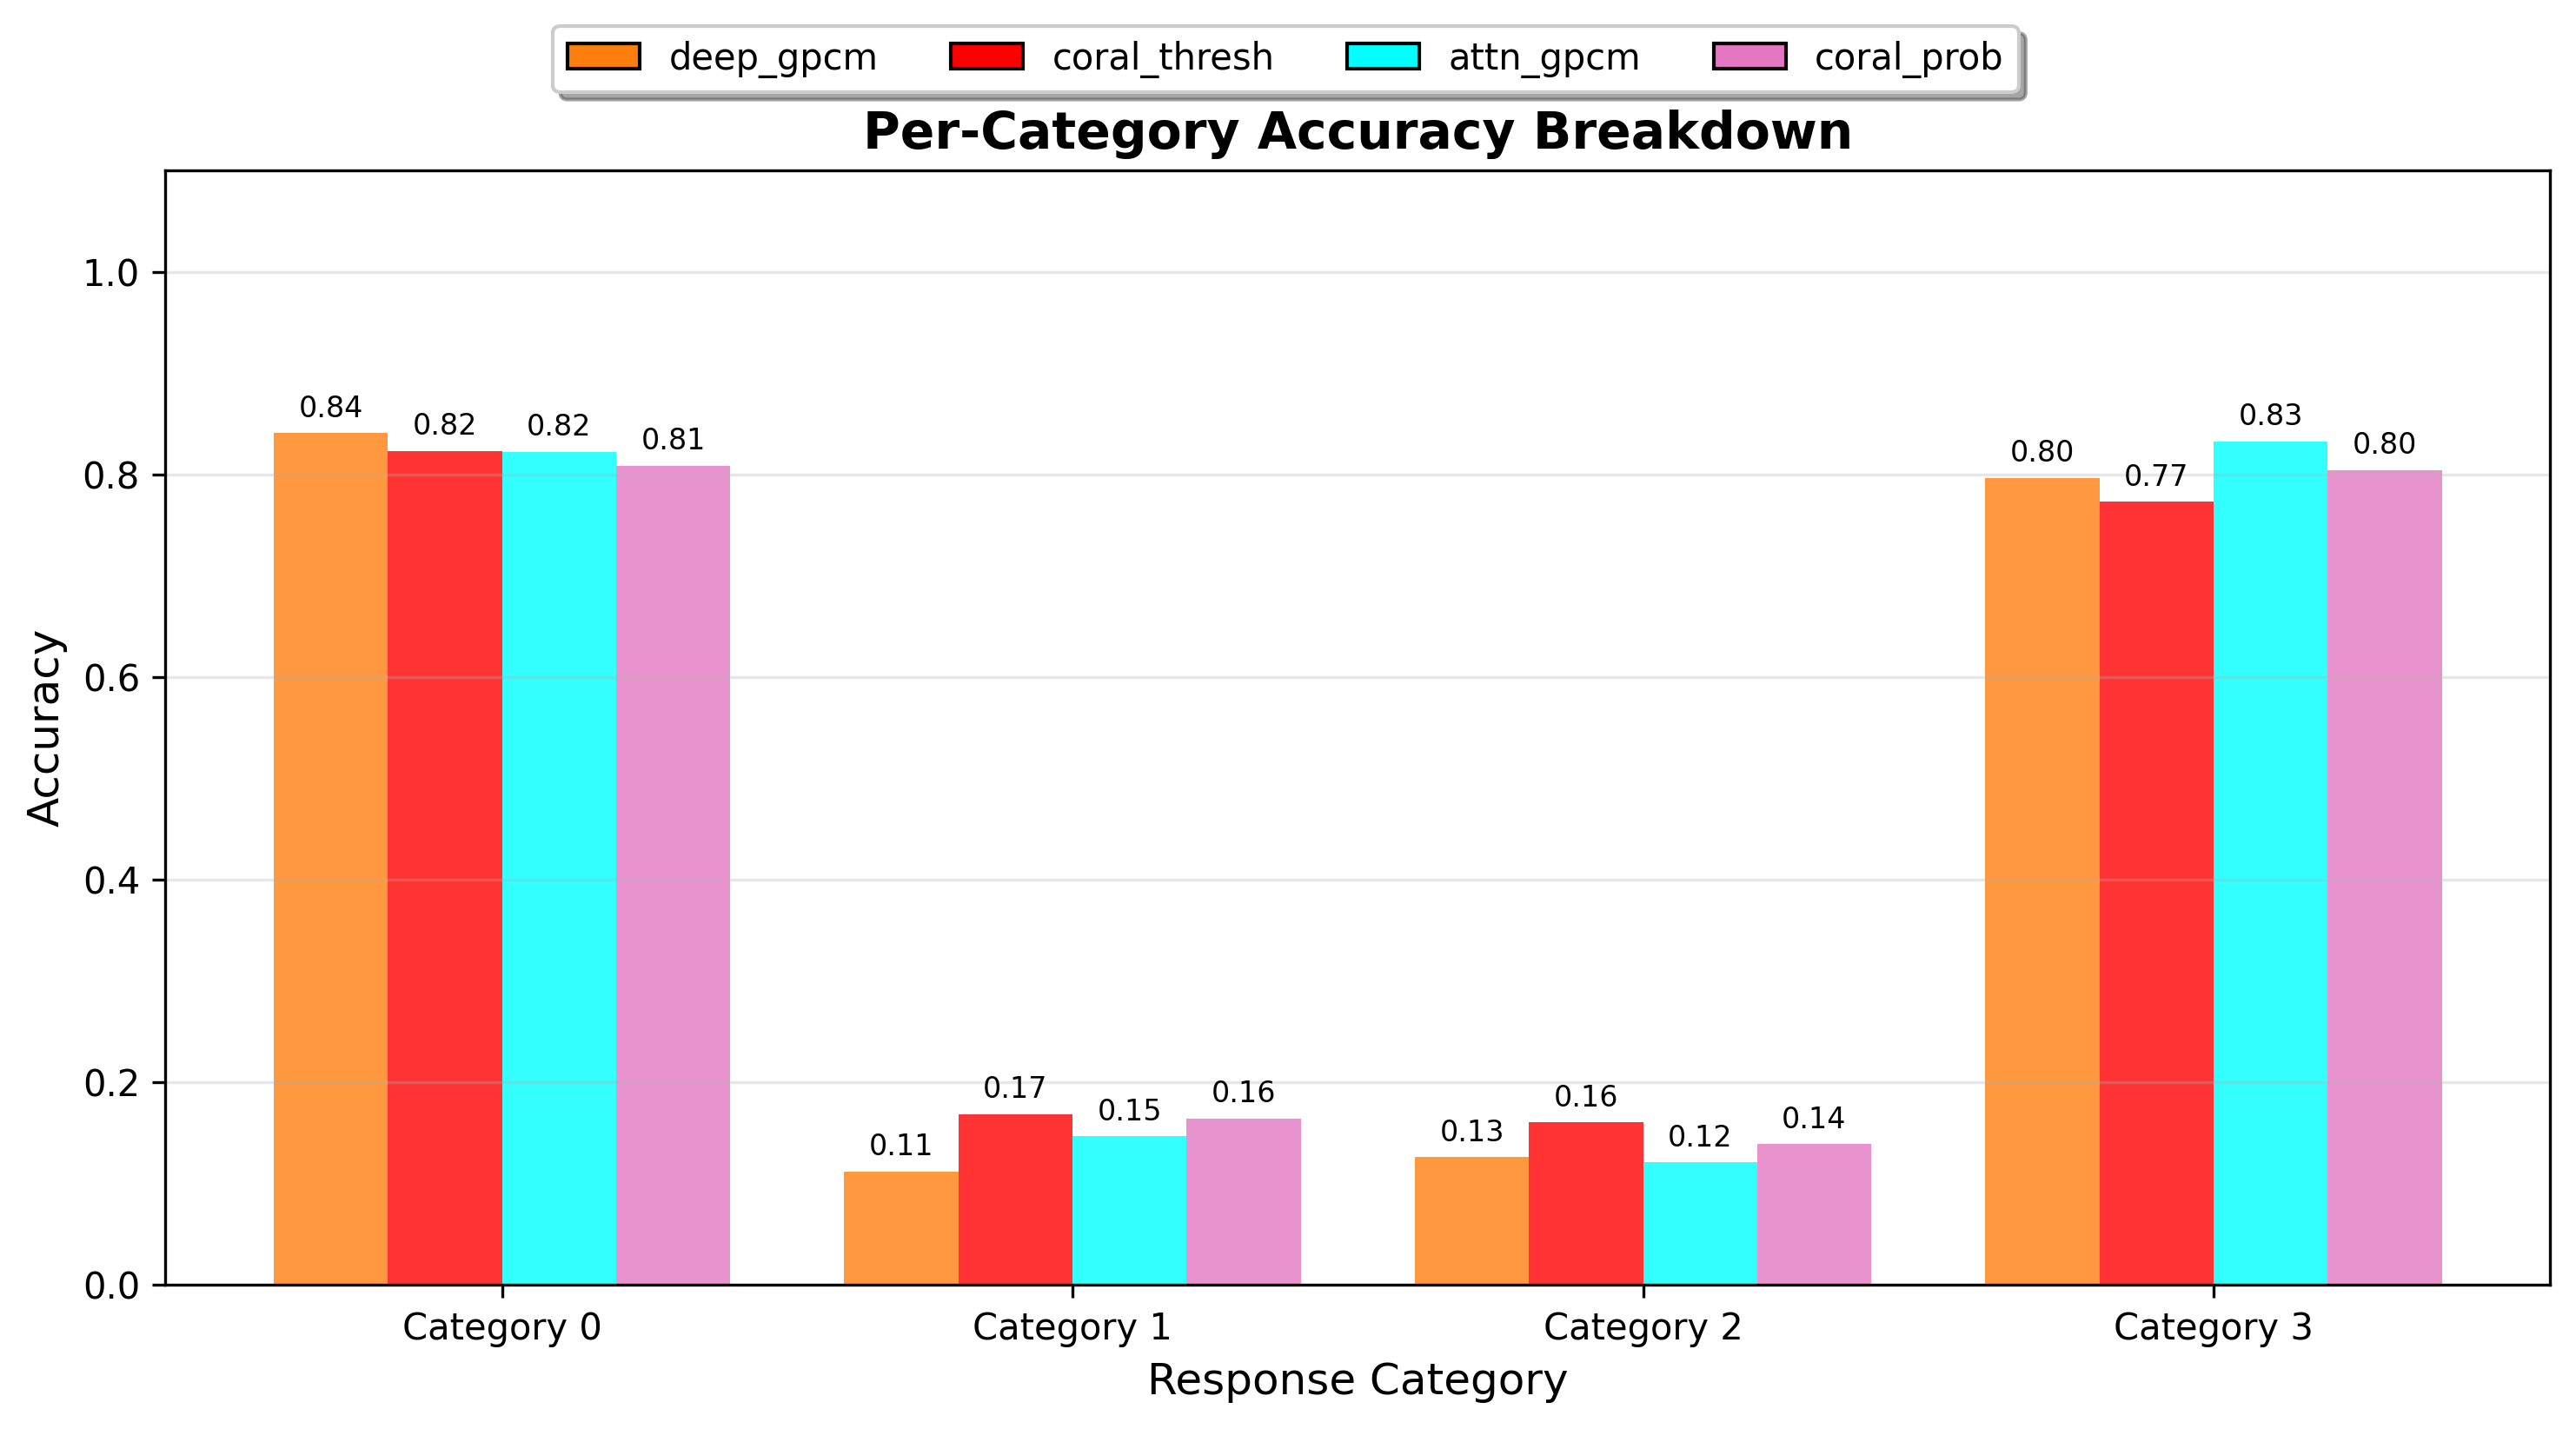 deep_gpcm coral_thresh attn_gpcm coral_prob
Per-Category Accuracy Breakdown
1.0
0.8
0.6
0.4
0.2
0.0
Accuracy
0.84 0.82 0.82 0.81
0.11 0.17 0.15 0.16
0.13 0.16 0.12 0.14
0.80 0.77 0.83 0.80
Category 0 Category 1 Category 2 Category 3
Response Category